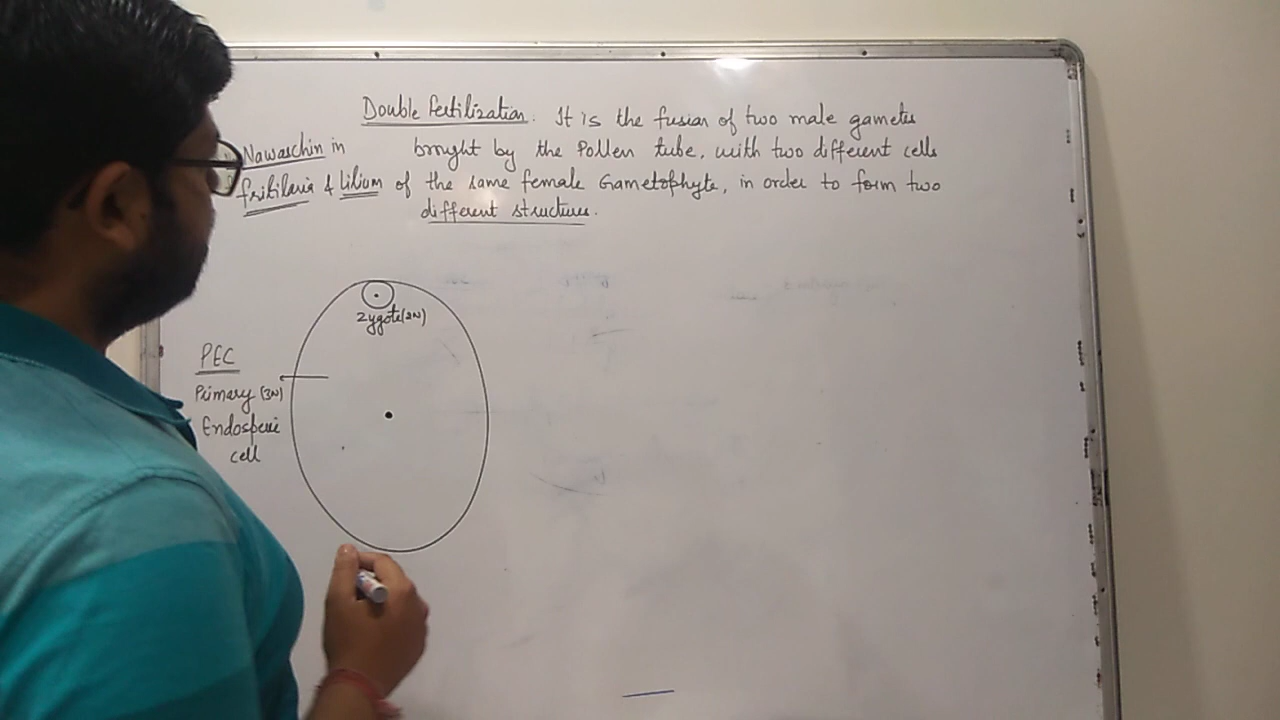 Double Fertilization: It is the fusion of two male gametes
Nawaschin in brought by the Pollen tube, with two different cells
fritilaria & Lilium of the same female Gametophyte, in order to form two
different structures.
Zygote (2N)
PEC
Primary (3N)
Endosperm
cell